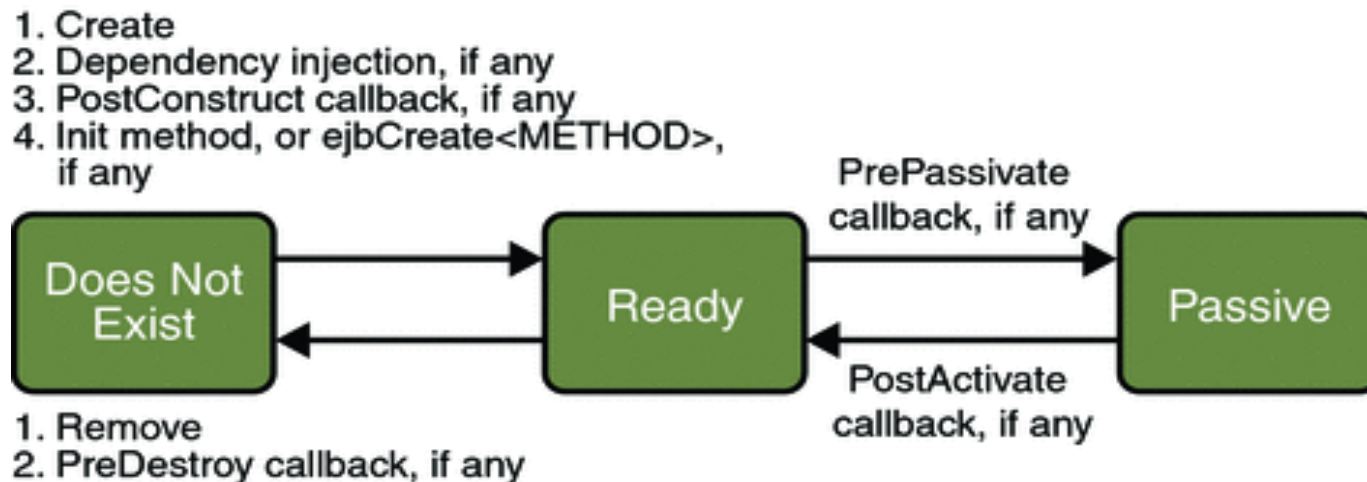 1. Create
2. Dependency injection, if any
3. PostConstruct callback, if any
4. Init method, or ejbCreate<METHOD>,
if any
PrePassivate
callback, if any
Does Not
Exist
Ready
Passive
PostActivate
callback, if any
1. Remove
2. PreDestroy callback, if any